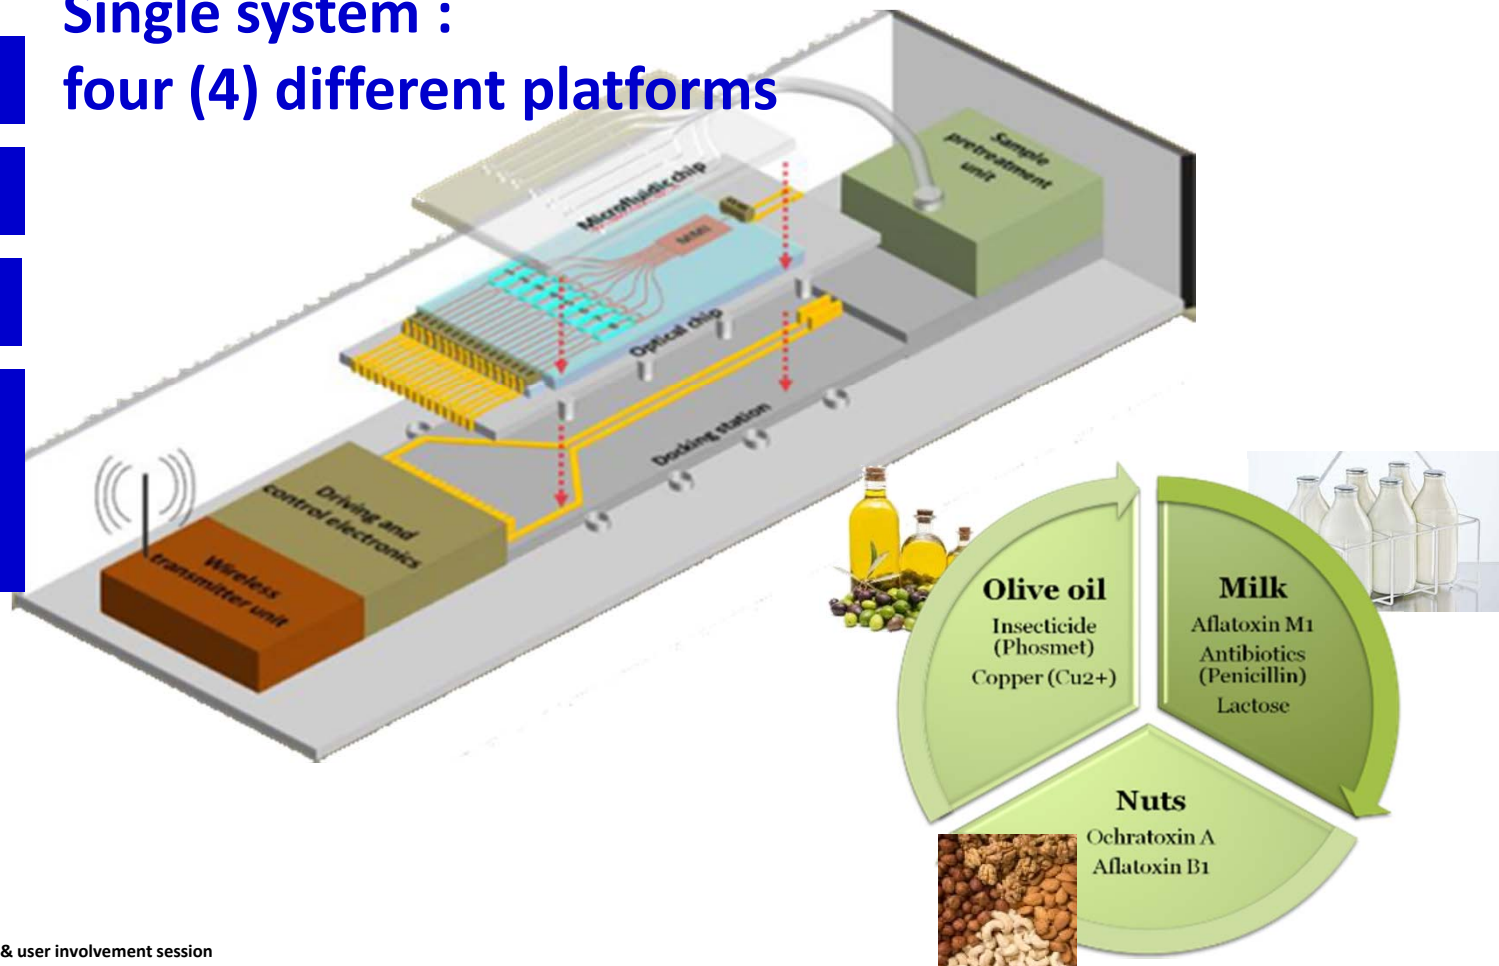 Single system :
four (4) different platforms
Sample
pretreatment
unit
Microfluidic chip
MMI
Optical chip
Docking station
Driving and
control electronics
Wireless
transmitter unit
Olive oil
Insecticide
(Phosmet)
Copper (Cu2+)
Milk
Aflatoxin M1
Antibiotics
(Penicillin)
Lactose
Nuts
Ochratoxin A
Aflatoxin B1
& user involvement session